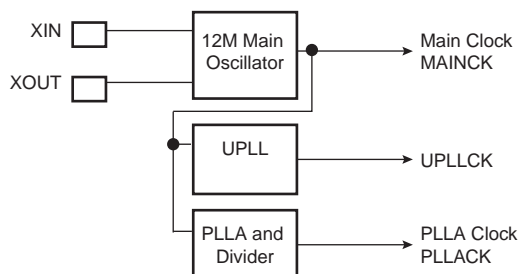 XIN
12M Main
Oscillator
Main Clock
MAINCK
XOUT
UPLL
UPLLCK
PLLA and
Divider
PLLA Clock
PLLACK